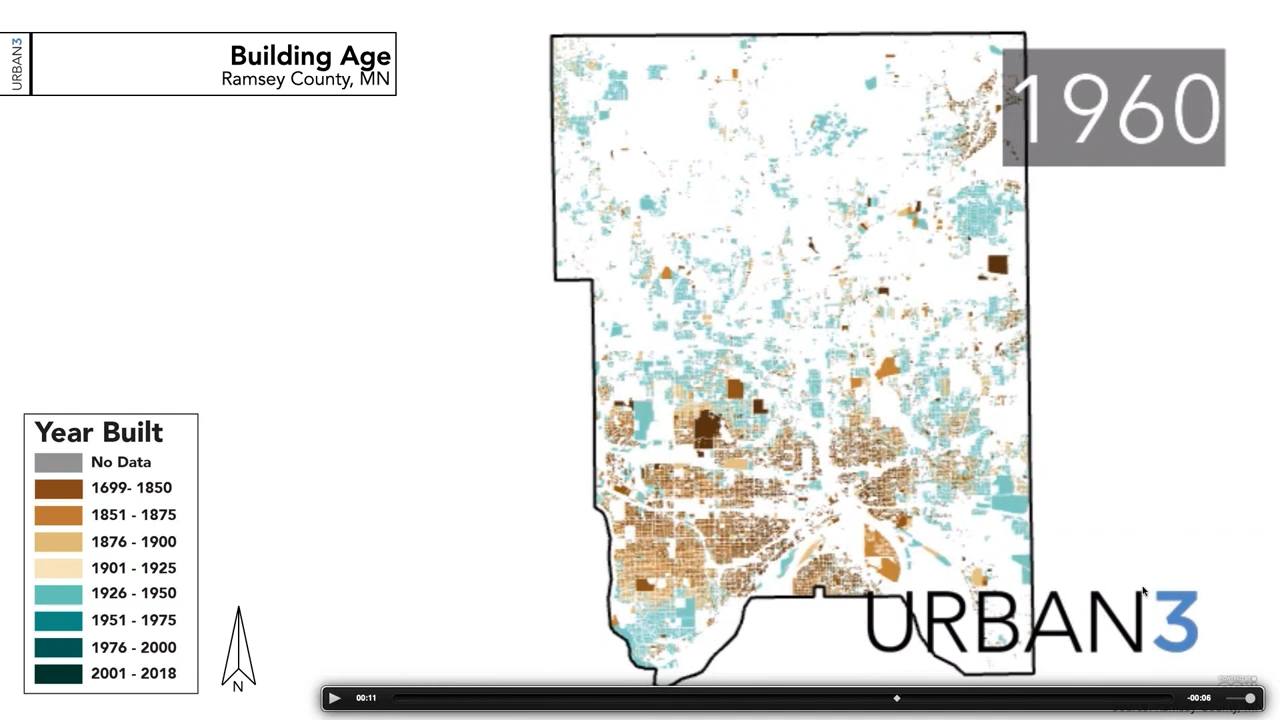 URBAN3
Building Age
Ramsey County, MN
1960
Year Built
No Data
1699- 1850
1851 - 1875
1876 - 1900
1901 - 1925
1926 - 1950
1951 - 1975
1976 - 2000
2001 - 2018
N
URBAN3
00:11
-00:06